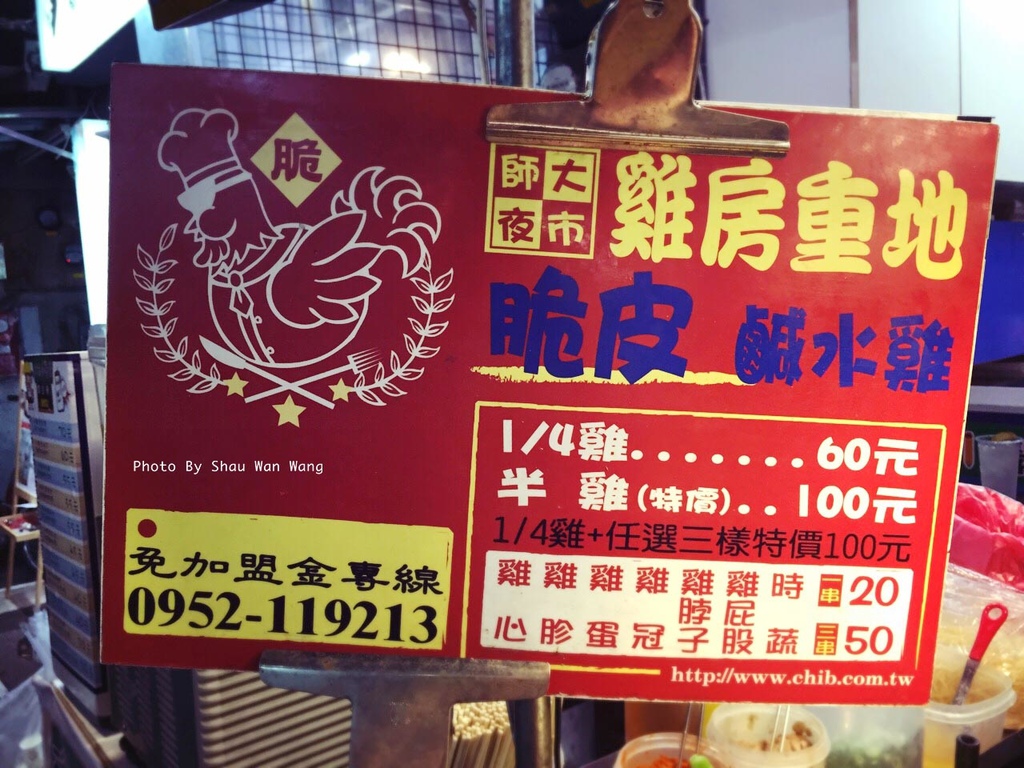 脆
師大
夜市
雞房重地
脆皮 鹹水雞
1/4雞.......60元
半 雞(特價)..100元
1/4雞+任選三樣特價100元
雞雞雞雞雞雞時 一串20
脖屁
心胗蛋冠子股蔬 三串50
http://www.chib.com.tw
Photo By Shau Wan Wang
免加盟金專線
0952-119213